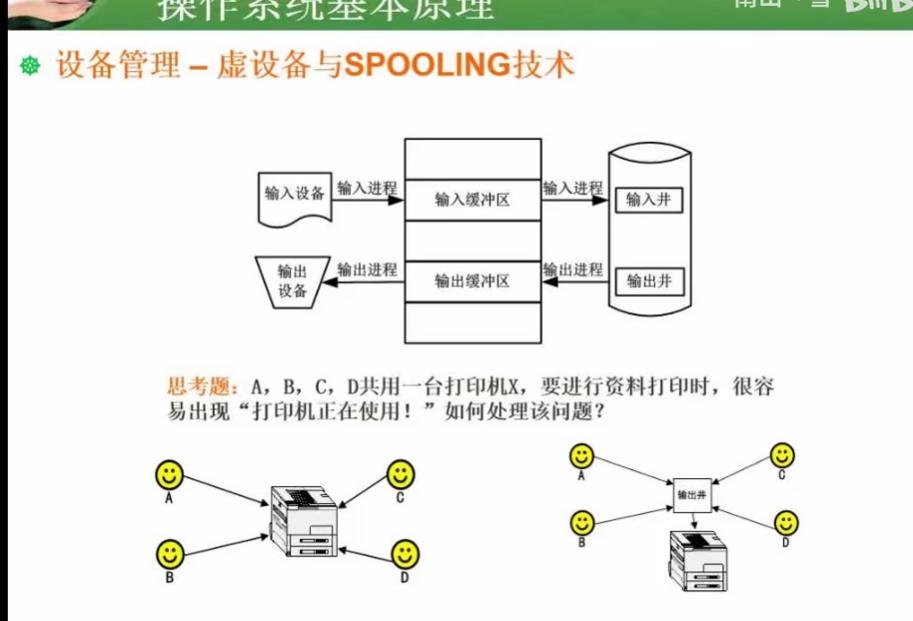 操作系统基本原理
设备管理 – 虚设备与SPOOLING技术
输入设备
输入进程
输入缓冲区
输入进程
输入井
输出
设备
输出进程
输出缓冲区
输出进程
输出井
思考题：A，B，C，D共用一台打印机X，要进行资料打印时，很容
易出现“打印机正在使用！”如何处理该问题？
A
C
B
D
A
C
输出井
B
D